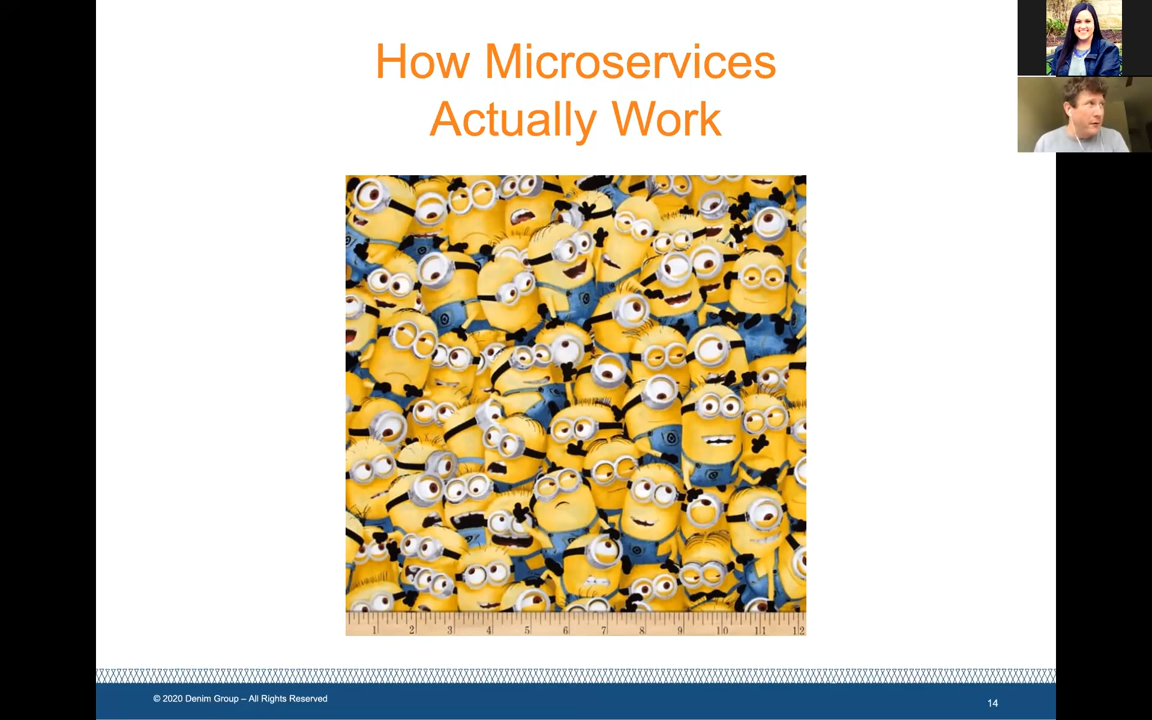 How Microservices
Actually Work
1 2 3 4 5 6 7 8 9 10 11 12
© 2020 Denim Group – All Rights Reserved
14